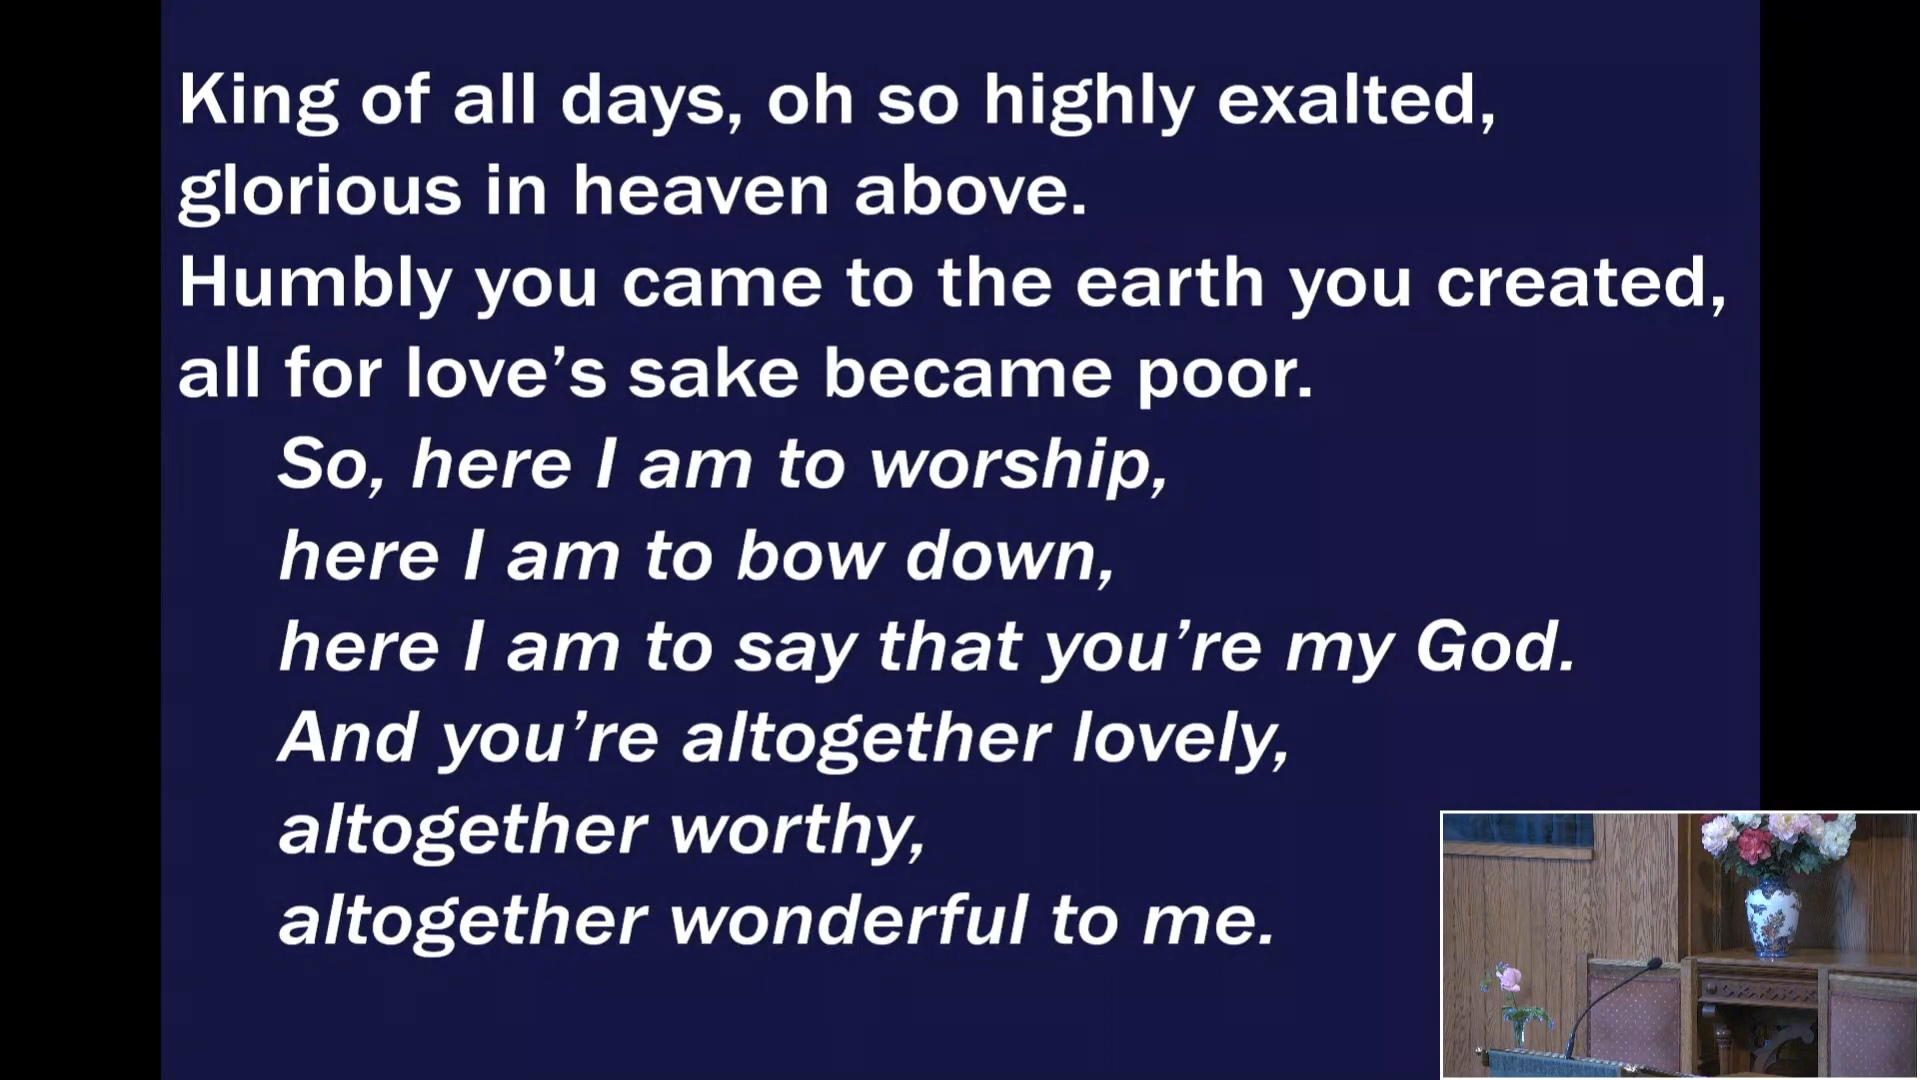 King of all days, oh so highly exalted,
glorious in heaven above.
Humbly you came to the earth you created,
all for love’s sake became poor.
So, here I am to worship,
here I am to bow down,
here I am to say that you’re my God.
And you’re altogether lovely,
altogether worthy,
altogether wonderful to me.